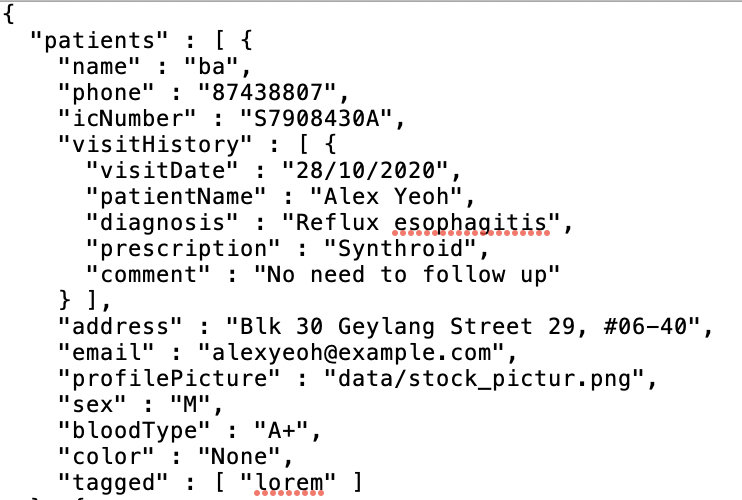 {
  "patients" : [ {
    "name" : "ba",
    "phone" : "87438807",
    "icNumber" : "S7908430A",
    "visitHistory" : [ {
      "visitDate" : "28/10/2020",
      "patientName" : "Alex Yeoh",
      "diagnosis" : "Reflux esophagitis",
      "prescription" : "Synthroid",
      "comment" : "No need to follow up"
    } ],
    "address" : "Blk 30 Geylang Street 29, #06-40",
    "email" : "alexyeoh@example.com",
    "profilePicture" : "data/stock_pictur.png",
    "sex" : "M",
    "bloodType" : "A+",
    "color" : "None",
    "tagged" : [ "lorem" ]